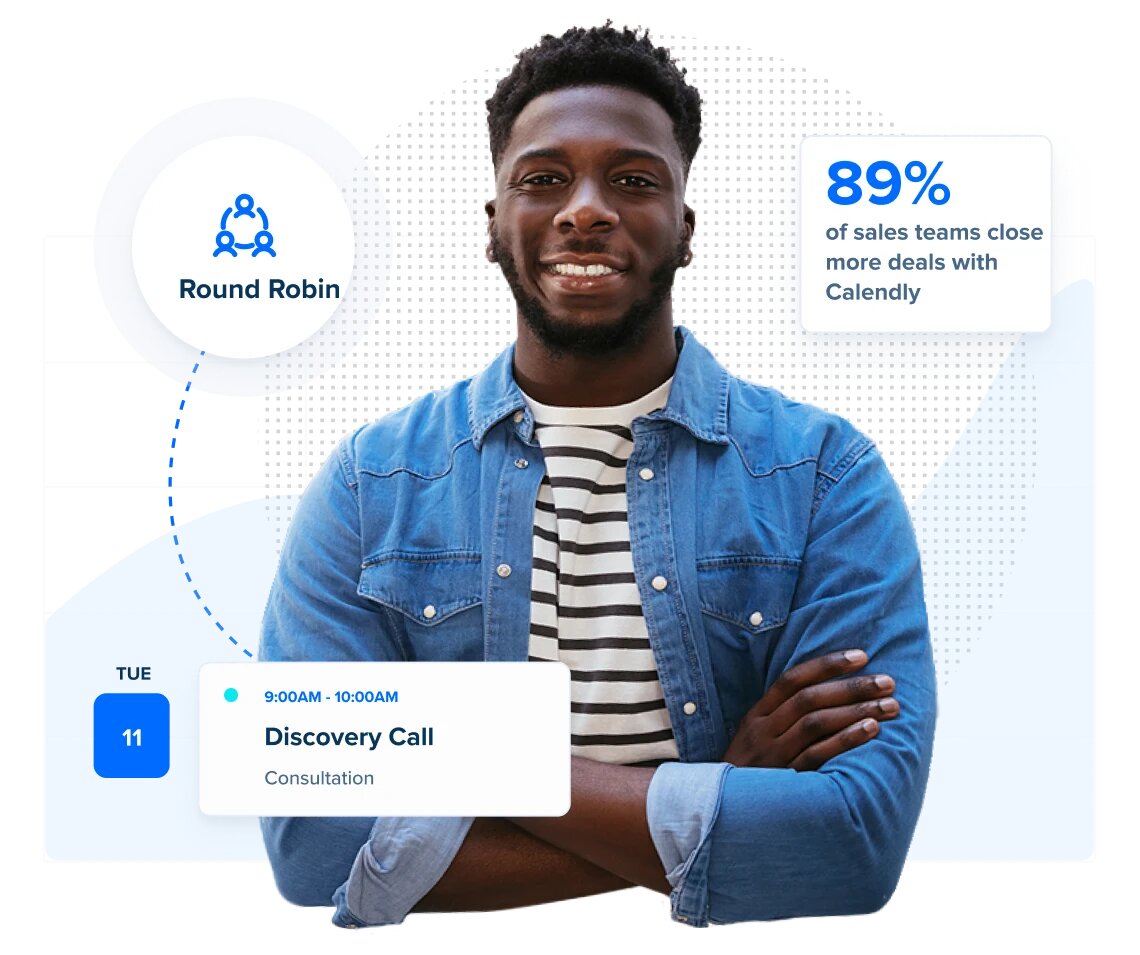 Round Robin
89%
of sales teams close
more deals with
Calendly
TUE
11
9:00AM - 10:00AM
Discovery Call
Consultation